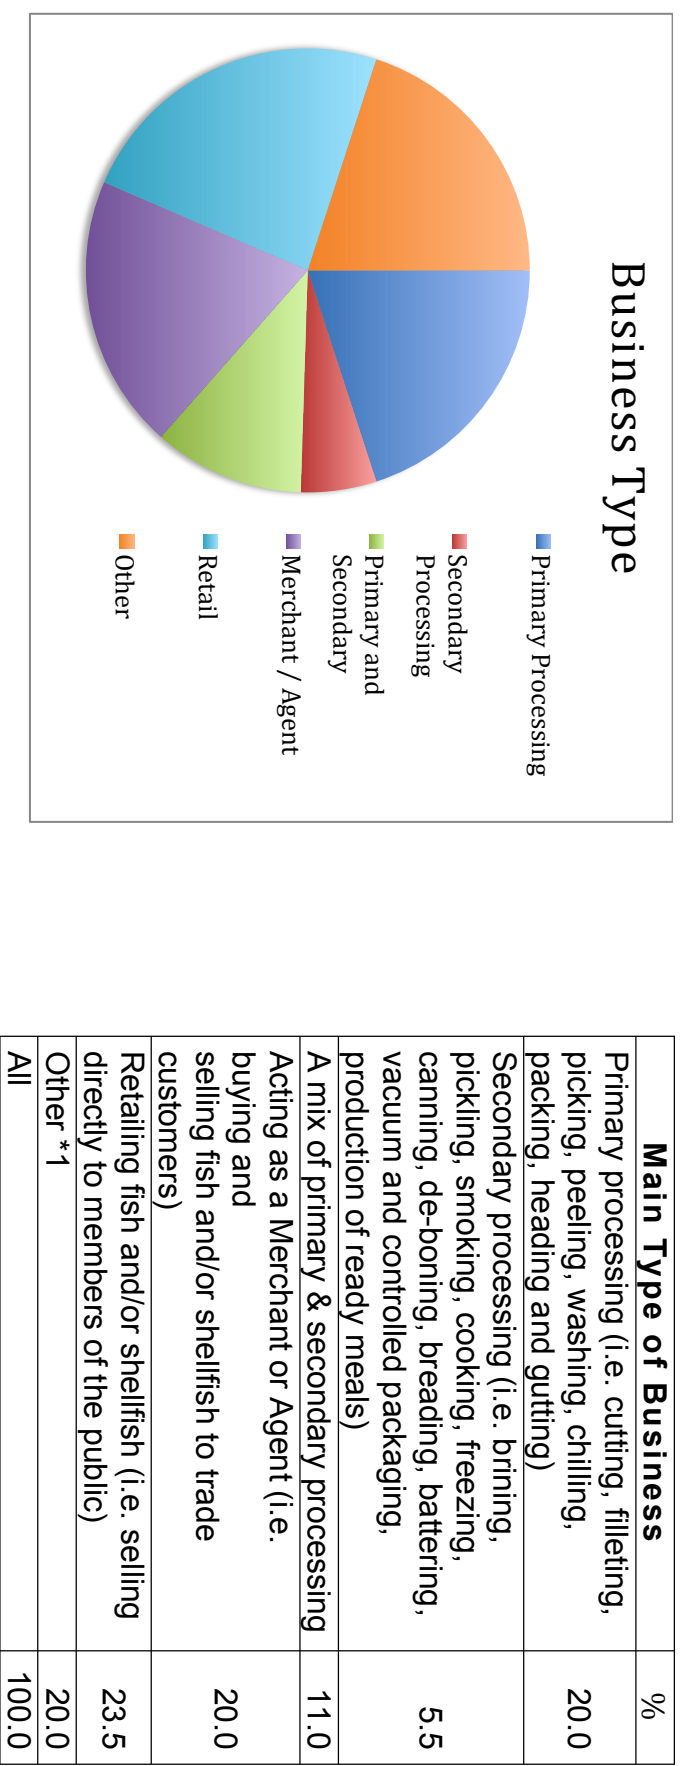 Business Type
Primary Processing
Secondary
Processing
Primary and
Secondary
Merchant / Agent
Retail
Other
Main Type of Business %
Primary processing (i.e. cutting, filleting,
picking, peeling, washing, chilling,
packing, heading and gutting) 20.0
Secondary processing (i.e. brining,
pickling, smoking, cooking, freezing,
canning, de-boning, breading, battering,
vacuum and controlled packaging,
production of ready meals) 5.5
A mix of primary & secondary processing 11.0
Acting as a Merchant or Agent (i.e.
buying and
selling fish and/or shellfish to trade
customers) 20.0
Retailing fish and/or shellfish (i.e. selling
directly to members of the public) 23.5
Other *1 20.0
All 100.0